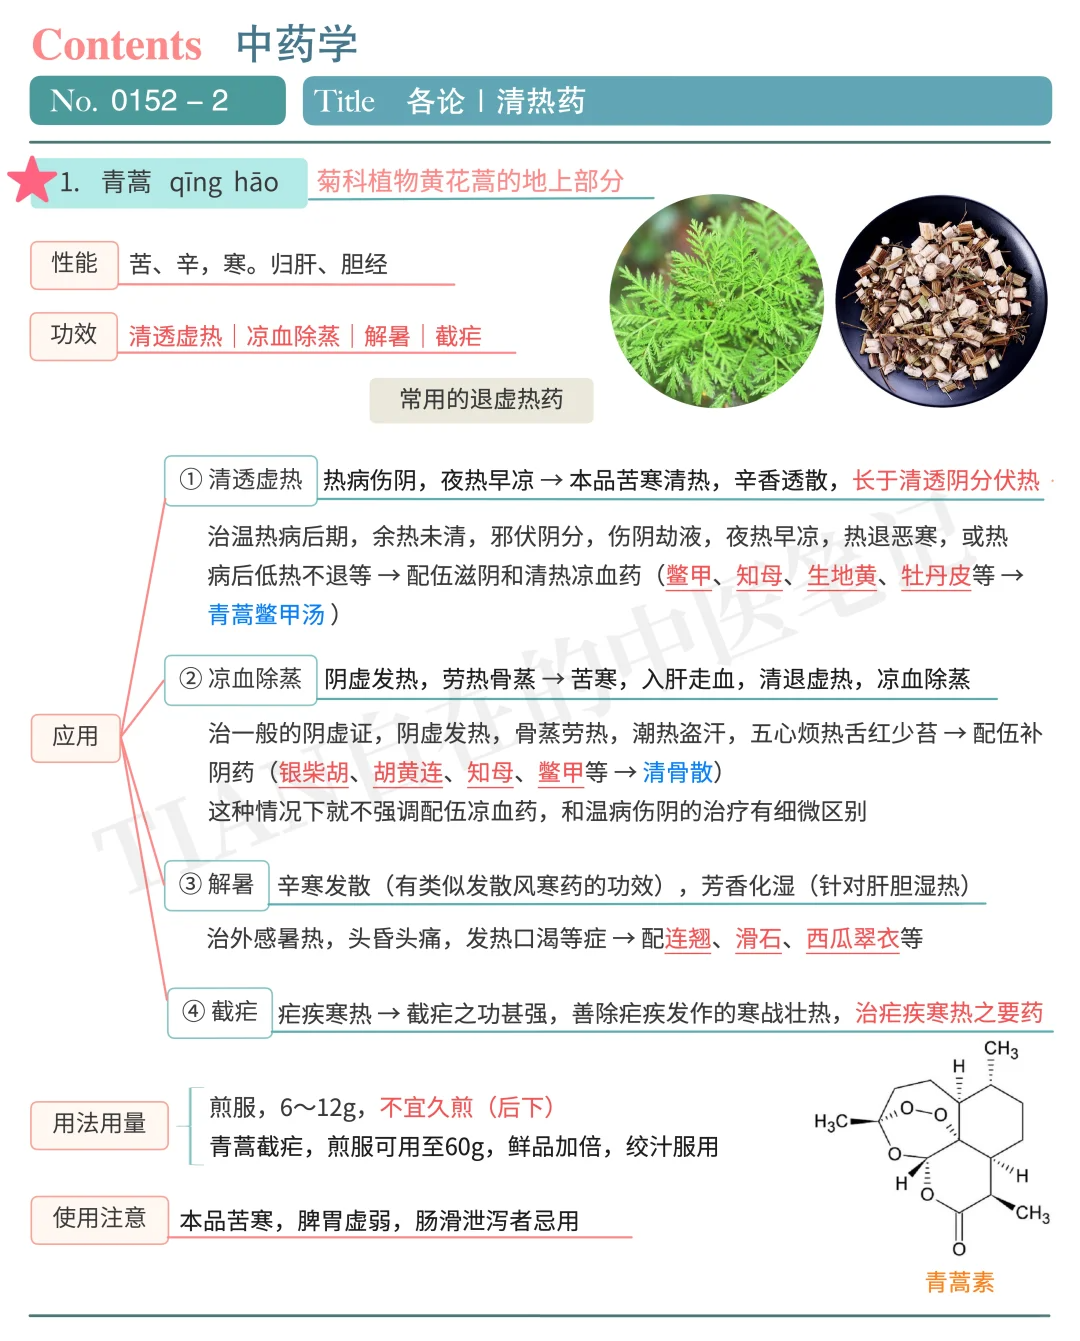 Contents 中药学
No. 0152 – 2
Title 各论 | 清热药
1. 青蒿 qīng hāo 菊科植物黄花蒿的地上部分
性能 苦、辛，寒。归肝、胆经
功效 清透虚热｜凉血除蒸｜解暑｜截疟
常用的退虚热药
① 清透虚热 热病伤阴，夜热早凉 → 本品苦寒清热，辛香透散，长于清透阴分伏热
治温热病后期，余热未清，邪伏阴分，伤阴劫液，夜热早凉，热退恶寒，或热
病后低热不退等 → 配伍滋阴和清热凉血药（鳖甲、知母、生地黄、牡丹皮等 →
青蒿鳖甲汤 ）
② 凉血除蒸 阴虚发热，劳热骨蒸 → 苦寒，入肝走血，清退虚热，凉血除蒸
应用
治一般的阴虚证，阴虚发热，骨蒸劳热，潮热盗汗，五心烦热舌红少苔 → 配伍补
阴药（银柴胡、胡黄连、知母、鳖甲等 → 清骨散）
这种情况下就不强调配伍凉血药，和温病伤阴的治疗有细微区别
③ 解暑 辛寒发散（有类似发散风寒药的功效），芳香化湿（针对肝胆湿热）
治外感暑热，头昏头痛，发热口渴等症 → 配连翘、滑石、西瓜翠衣等
④ 截疟 疟疾寒热 → 截疟之功甚强，善除疟疾发作的寒战壮热，治疟疾寒热之要药
用法用量
煎服，6～12g，不宜久煎（后下）
青蒿截疟，煎服可用至60g，鲜品加倍，绞汁服用
使用注意 本品苦寒，脾胃虚弱，肠滑泄泻者忌用
CH3
H
H3C
O
O
O
H
H
O
CH3
O
青蒿素
TIAN自在的中医笔记